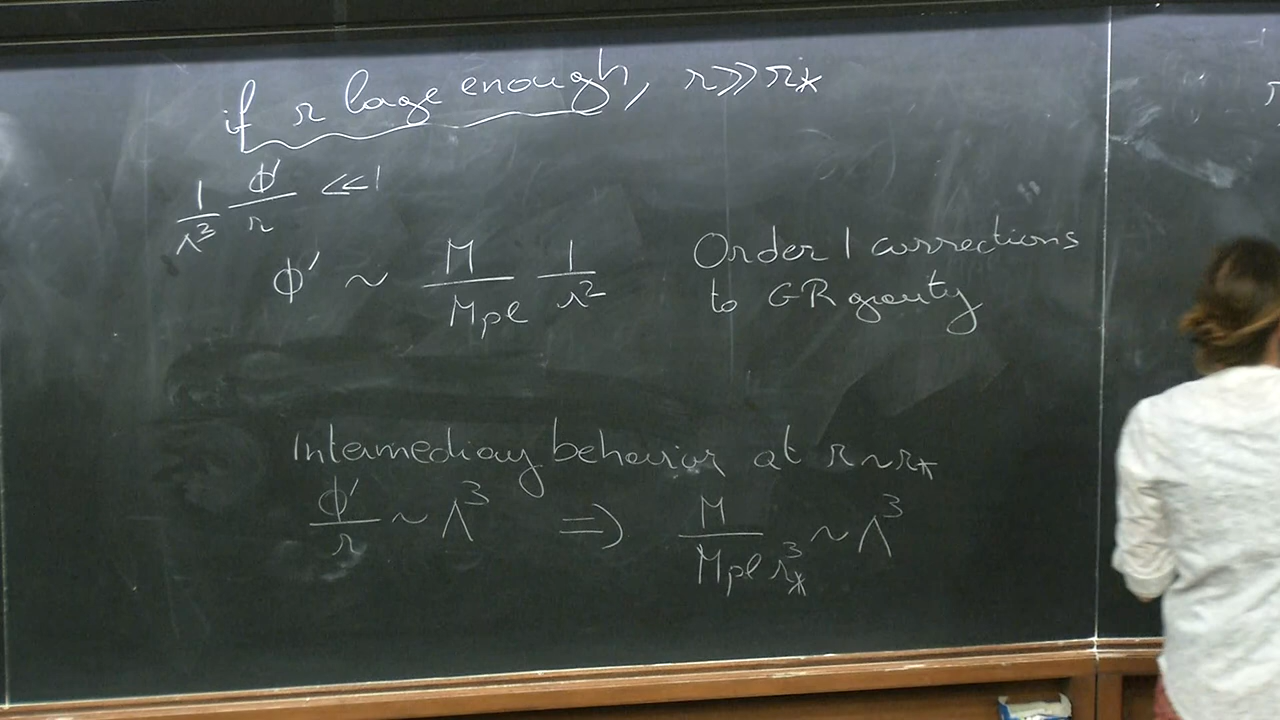 if r lage enough, r >> r*
1/Λ³ ϕ'/r << 1
ϕ' ~ M/Mpl 1/r² Order 1 corrections
to GR gravity
Intermediary behavior at r ~ r*
ϕ'/r ~ Λ³ => M/Mpl r*³ ~ Λ³